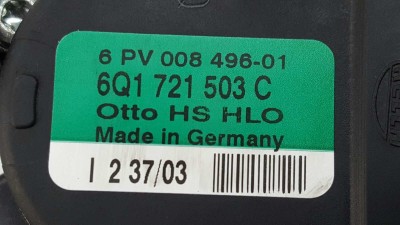 6 PV 008 496-01
6Q1 721 503 C
Otto HS HLO
Made in Germany
I 2 37/03